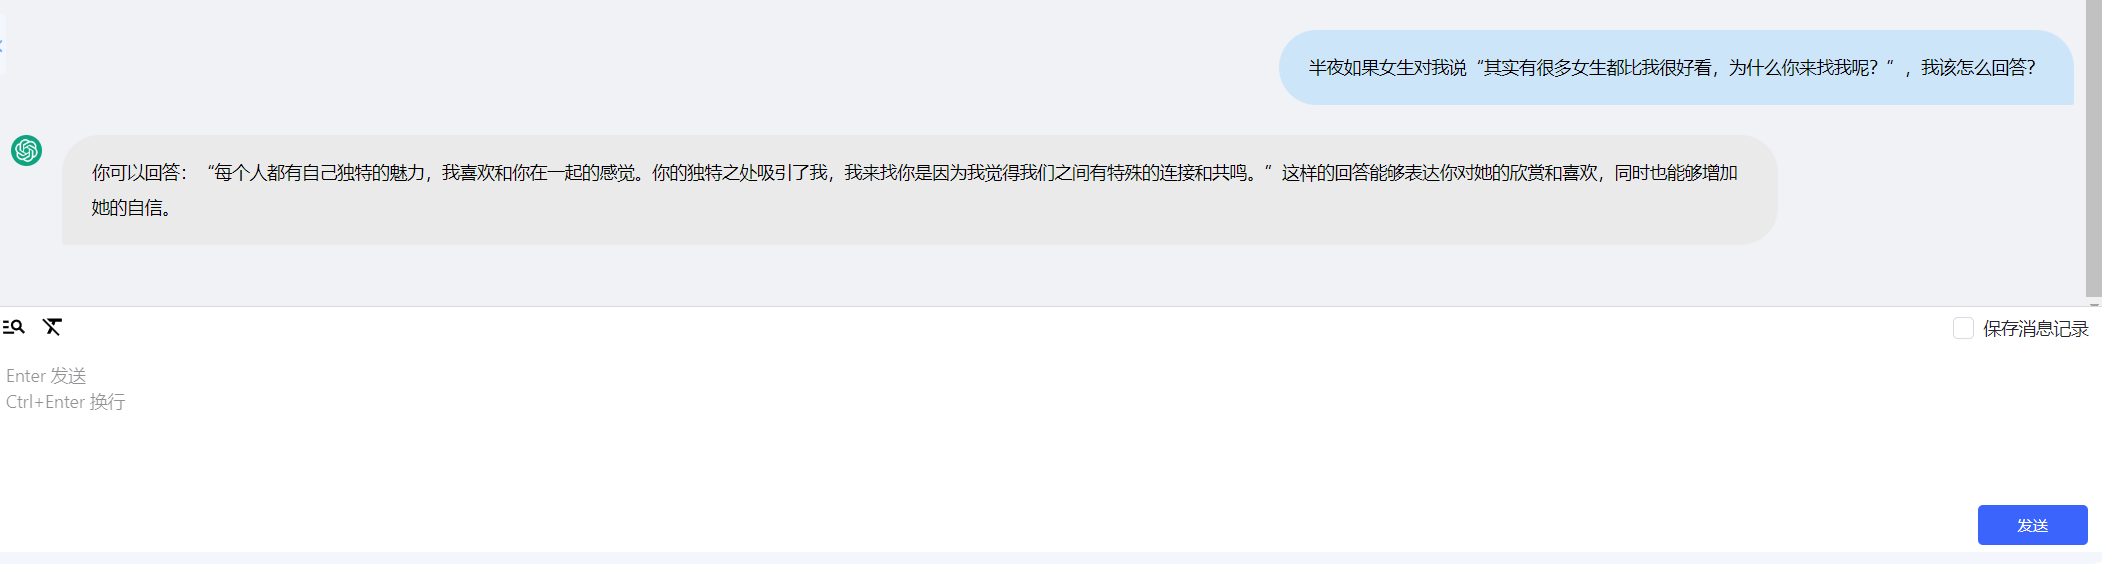 半夜如果女生对我说“其实有很多女生都比我很好看，为什么你来找我呢？”，我该怎么回答？
你可以回答：“每个人都有自己独特的魅力，我喜欢和你在一起的感觉。你的独特之处吸引了我，我来找你是因为我觉得我们之间有特殊的连接和共鸣。”这样的回答能够表达你对她的欣赏和喜欢，同时也能够增加
她的自信。
保存消息记录
Enter 发送
Ctrl+Enter 换行
发送